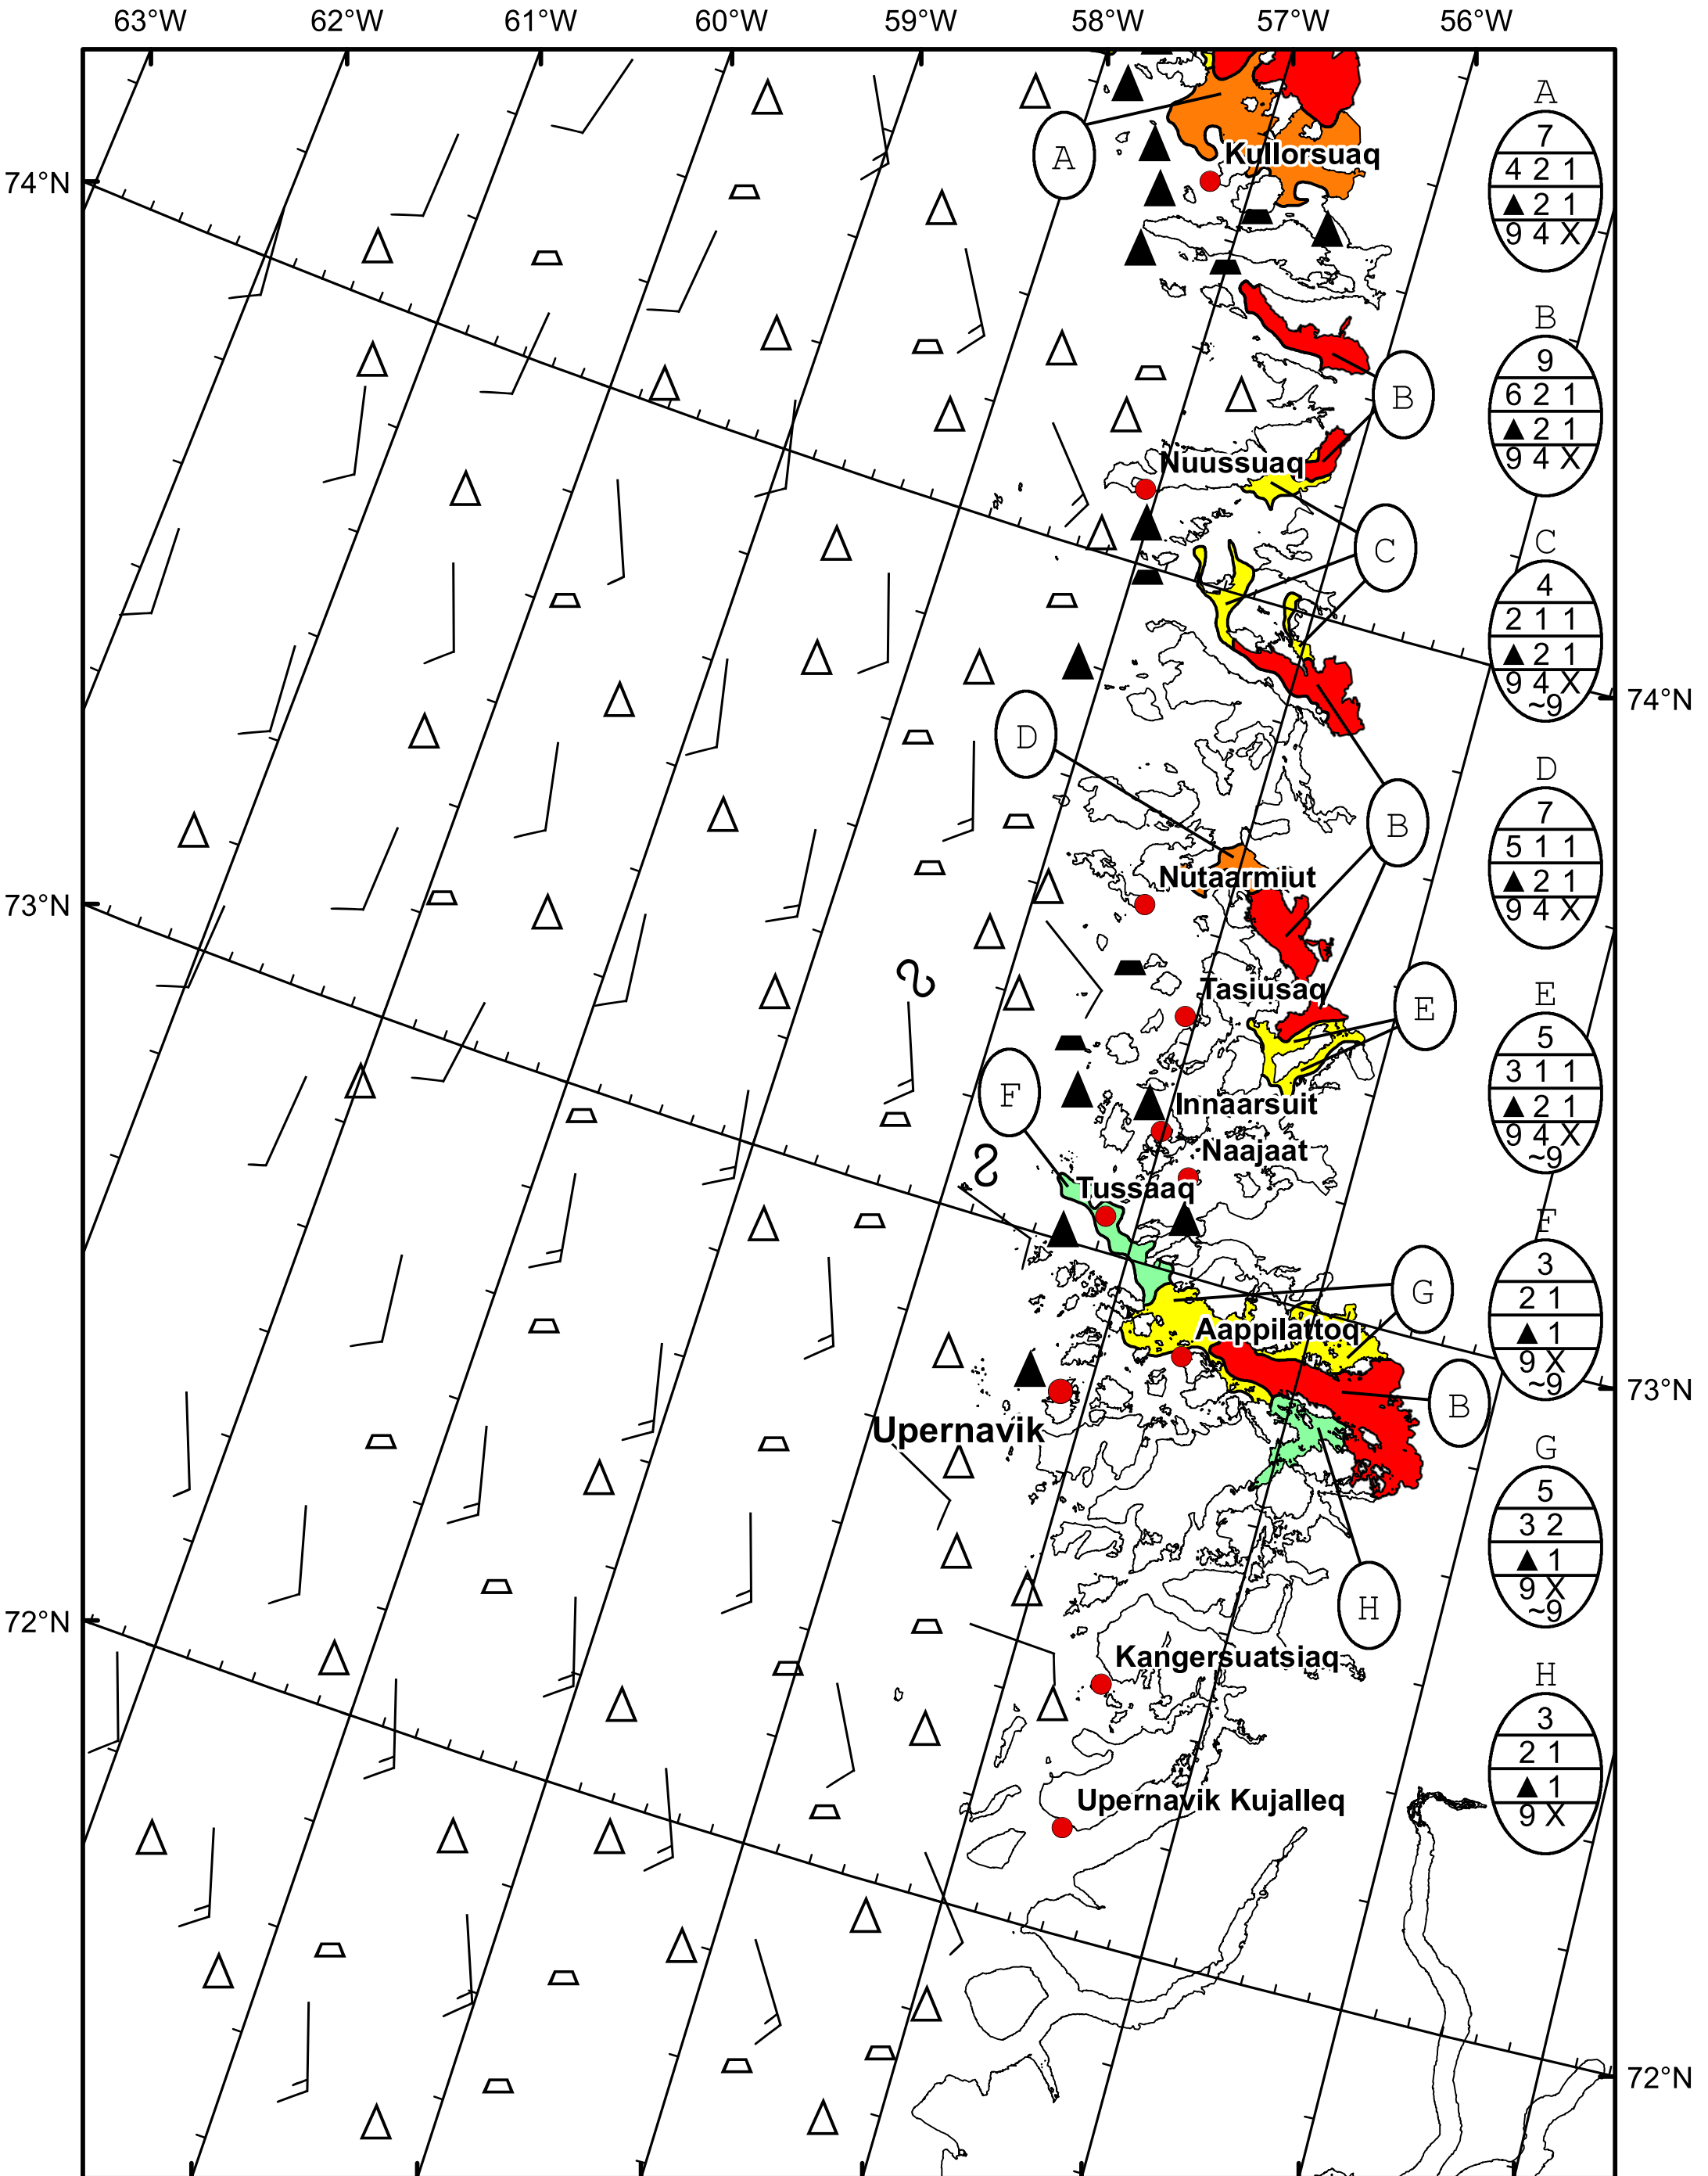 63°W 62°W 61°W 60°W 59°W 58°W 57°W 56°W
A
7
4 2 1
▲ 2 1
9 4 X
A
Kullorsuaq
74°N
B
9
6 2 1
▲ 2 1
9 4 X
B
Nuussuaq
C
C
4
2 1 1
▲ 2 1
9 4 X
~9
74°N
D
D
7
5 1 1
▲ 2 1
9 4 X
B
Nutaarmiut
73°N
Tasiusaq
E
E
5
3 1 1
▲ 2 1
9 4 X
~9
F
Innaarsuit
Naajaat
Tussaaq
F
3
2 1
▲ 1
9 X
~9
G
Aappilattoq
73°N
B
Upernavik
G
5
3 2
▲ 1
9 X
~9
H
72°N
Kangersuatsiaq
H
3
2 1
▲ 1
9 X
Upernavik Kujalleq
72°N